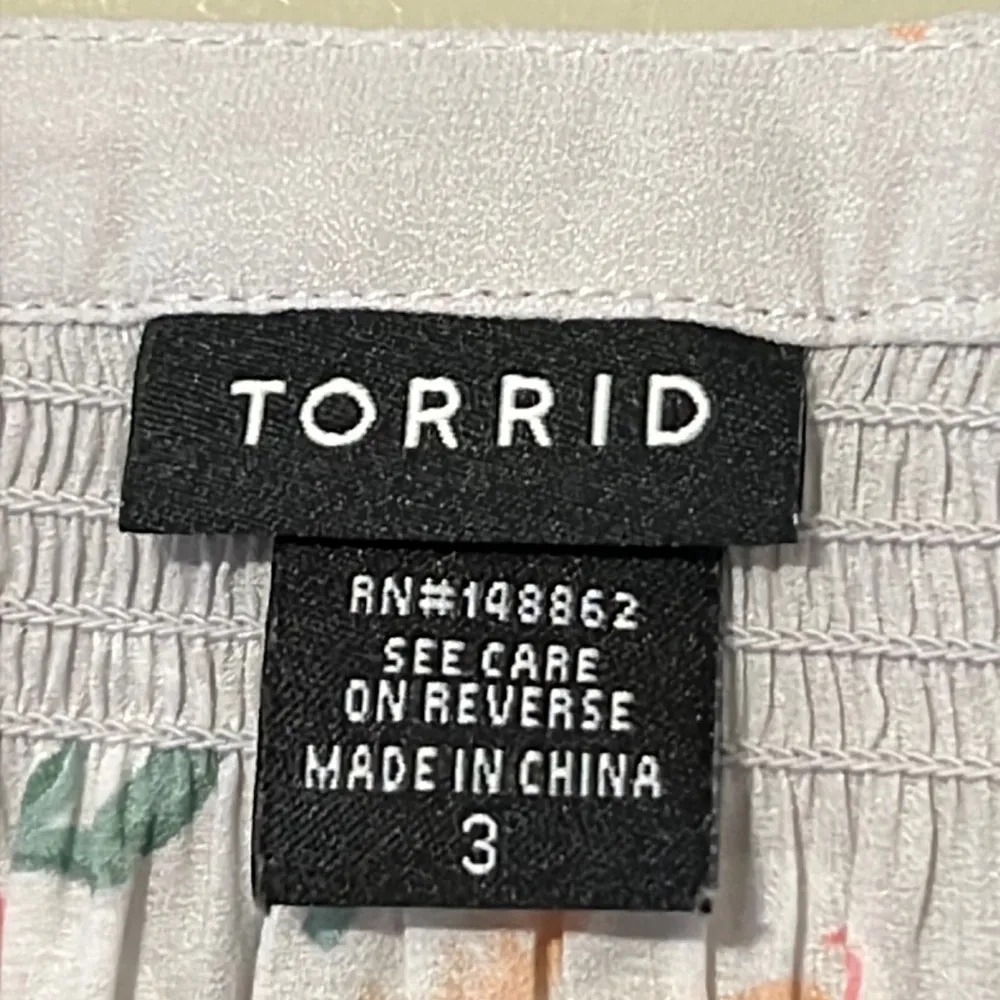 TORRID
RN#148862
SEE CARE
ON REVERSE
MADE IN CHINA
3